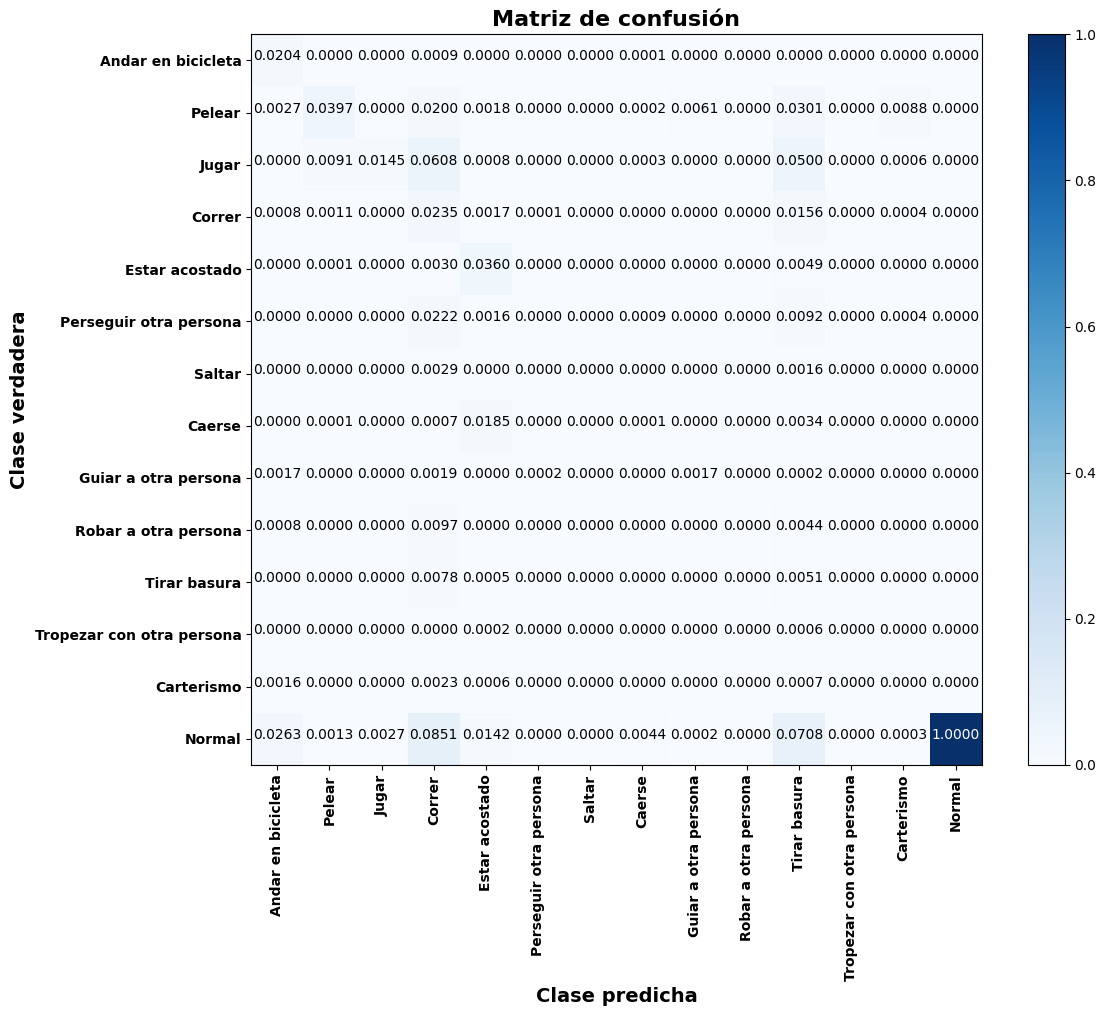 Matriz de confusión
Clase verdadera
Andar en bicicleta 0.0204 0.0000 0.0000 0.0009 0.0000 0.0000 0.0000 0.0001 0.0000 0.0000 0.0000 0.0000 0.0000 0.0000
Pelear 0.0027 0.0397 0.0000 0.0200 0.0018 0.0000 0.0000 0.0002 0.0061 0.0000 0.0301 0.0000 0.0088 0.0000
Jugar 0.0000 0.0091 0.0145 0.0608 0.0008 0.0000 0.0000 0.0003 0.0000 0.0000 0.0500 0.0000 0.0006 0.0000
Correr 0.0008 0.0011 0.0000 0.0235 0.0017 0.0001 0.0000 0.0000 0.0000 0.0000 0.0156 0.0000 0.0004 0.0000
Estar acostado 0.0000 0.0001 0.0000 0.0030 0.0360 0.0000 0.0000 0.0000 0.0000 0.0000 0.0049 0.0000 0.0000 0.0000
Perseguir otra persona 0.0000 0.0000 0.0000 0.0222 0.0016 0.0000 0.0000 0.0009 0.0000 0.0000 0.0092 0.0000 0.0004 0.0000
Saltar 0.0000 0.0000 0.0000 0.0029 0.0000 0.0000 0.0000 0.0000 0.0000 0.0000 0.0016 0.0000 0.0000 0.0000
Caerse 0.0000 0.0001 0.0000 0.0007 0.0185 0.0000 0.0000 0.0001 0.0000 0.0000 0.0034 0.0000 0.0000 0.0000
Guiar a otra persona 0.0017 0.0000 0.0000 0.0019 0.0000 0.0002 0.0000 0.0000 0.0017 0.0000 0.0002 0.0000 0.0000 0.0000
Robar a otra persona 0.0008 0.0000 0.0000 0.0097 0.0000 0.0000 0.0000 0.0000 0.0000 0.0000 0.0044 0.0000 0.0000 0.0000
Tirar basura 0.0000 0.0000 0.0000 0.0078 0.0005 0.0000 0.0000 0.0000 0.0000 0.0000 0.0051 0.0000 0.0000 0.0000
Tropezar con otra persona 0.0000 0.0000 0.0000 0.0000 0.0002 0.0000 0.0000 0.0000 0.0000 0.0000 0.0006 0.0000 0.0000 0.0000
Carterismo 0.0016 0.0000 0.0000 0.0023 0.0006 0.0000 0.0000 0.0000 0.0000 0.0000 0.0007 0.0000 0.0000 0.0000
Normal 0.0263 0.0013 0.0027 0.0851 0.0142 0.0000 0.0000 0.0044 0.0002 0.0000 0.0708 0.0000 0.0003 1.0000
Andar en bicicleta
Pelear
Jugar
Correr
Estar acostado
Perseguir otra persona
Saltar
Caerse
Guiar a otra persona
Robar a otra persona
Tirar basura
Tropezar con otra persona
Carterismo
Normal
Clase predicha
1.0
0.8
0.6
0.4
0.2
0.0